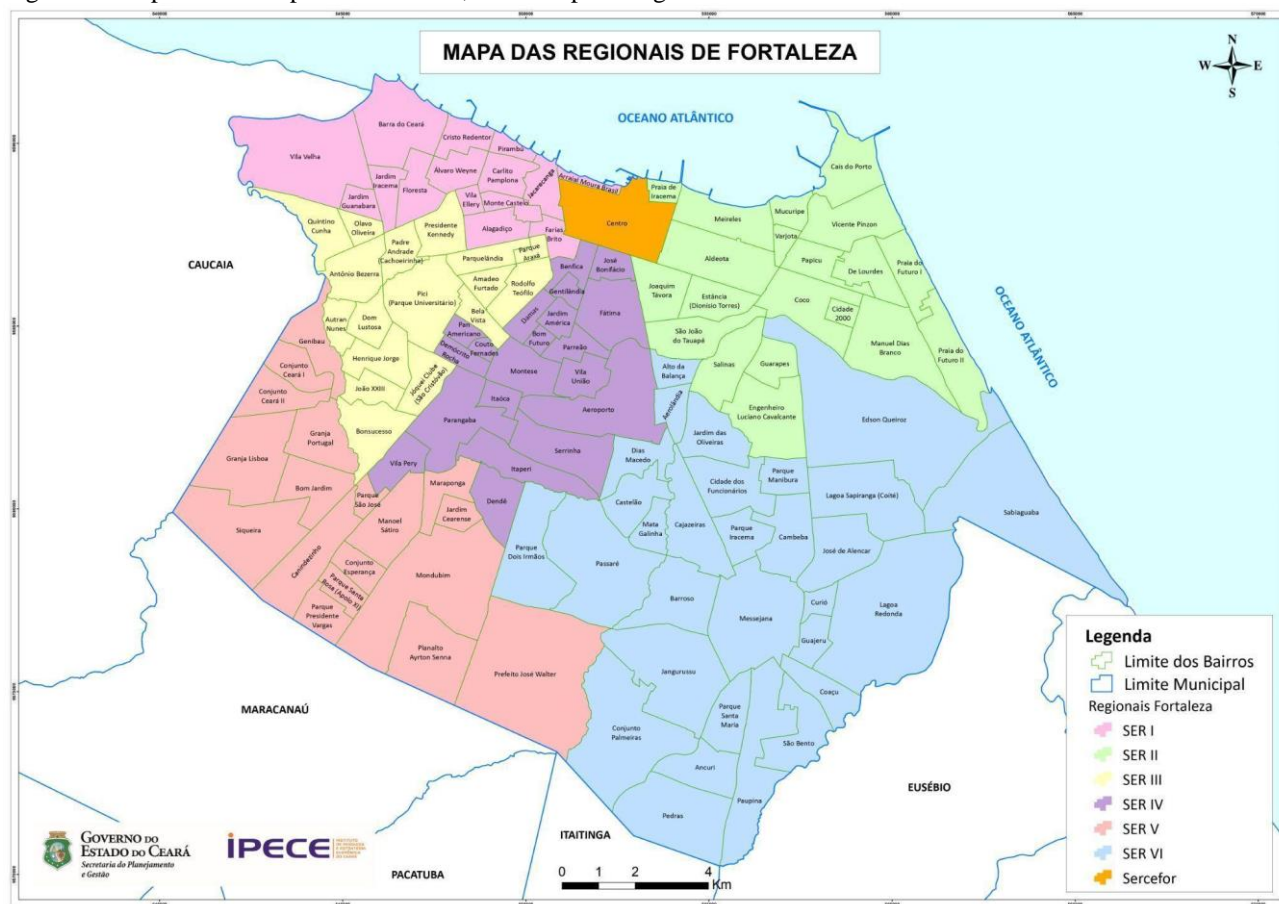 MAPA DAS REGIONAIS DE FORTALEZA
N
W E
S
OCEANO ATLÂNTICO
OCEANO ATLÂNTICO
CAUCAIA
MARACANAÚ
PACATUBA
ITAITINGA
EUSÉBIO
Vila Velha
Barra do Ceará
Cristo Redentor
Pirambu
Jardim
Iracema
Floresta
Álvaro Weyne
Carlito
Pamplona
Jacarecanga
Arraial Moura Brasil
Jardim
Guanabara
Vila
Ellery
Monte Castelo
Alagadiço
Farias
Brito
Centro
Praia de
Iracema
Meireles
Mucuripe
Varjota
Cais do Porto
Vicente Pinzon
Aldeota
Papicu
De Lourdes
Praia do
Futuro I
Joaquim
Távora
Estância
(Dionísio Torres)
Coco
Cidade
2000
Manuel Dias
Branco
Praia do
Futuro II
São João
do Tauapé
Salinas
Guarapes
Engenheiro
Luciano Cavalcante
Quintino
Cunha
Olavo
Oliveira
Padre
Andrade
(Cachoeirinha)
Presidente
Kennedy
Antônio Bezerra
Parquelândia
Parque
Araxá
Amadeu
Furtado
Rodolfo
Teófilo
Pici
(Parque Universitário)
Bela
Vista
Autran
Nunes
Dom
Lustosa
Henrique Jorge
João XXIII
Jóquei Clube
(São Cristóvão)
Bonsucesso
Benfica
José
Bonifácio
Gentilândia
Damas
Jardim
América
Fátima
Bom
Futuro
Parreão
Pan
Americano
Couto
Fernades
Demócrito
Rocha
Montese
Vila
União
Itaóca
Aeroporto
Parangaba
Serrinha
Itaperi
Vila Pery
Dendê
Genibau
Conjunto
Ceará I
Conjunto
Ceará II
Granja
Portugal
Granja Lisboa
Bom Jardim
Siqueira
Parque
São José
Maraponga
Manoel
Sátiro
Jardim
Cearense
Canindezinho
Conjunto
Esperança
Parque Santa
Rosa (Apolo XI)
Parque
Presidente
Vargas
Mondubim
Planalto
Ayrton Senna
Prefeito José Walter
Alto da
Balança
Aerolândia
Jardim das
Oliveiras
Edson Queiroz
Dias
Macedo
Cidade dos
Funcionários
Parque
Manibura
Lagoa Sapiranga (Coité)
Sabiaguaba
Castelão
Mata
Galinha
Cajazeiras
Parque
Iracema
Cambeba
José de Alencar
Parque
Dois Irmãos
Passaré
Barroso
Messejana
Curió
Guajeru
Lagoa
Redonda
Jangurussu
Coaçu
Parque
Santa
Maria
Conjunto
Palmeiras
São Bento
Ancuri
Paupina
Pedras
Legenda
Limite dos Bairros
Limite Municipal
Regionais Fortaleza
SER I
SER II
SER III
SER IV
SER V
SER VI
Sercefor
GOVERNO DO
ESTADO DO CEARÁ
Secretaria do Planejamento
e Gestão
IPECE
0 1 2 4
Km